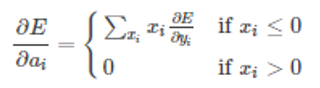 ∂E/∂a_i = { ∑_{x_i} x_i ∂E/∂y_i if x_i ≤ 0
0 if x_i > 0